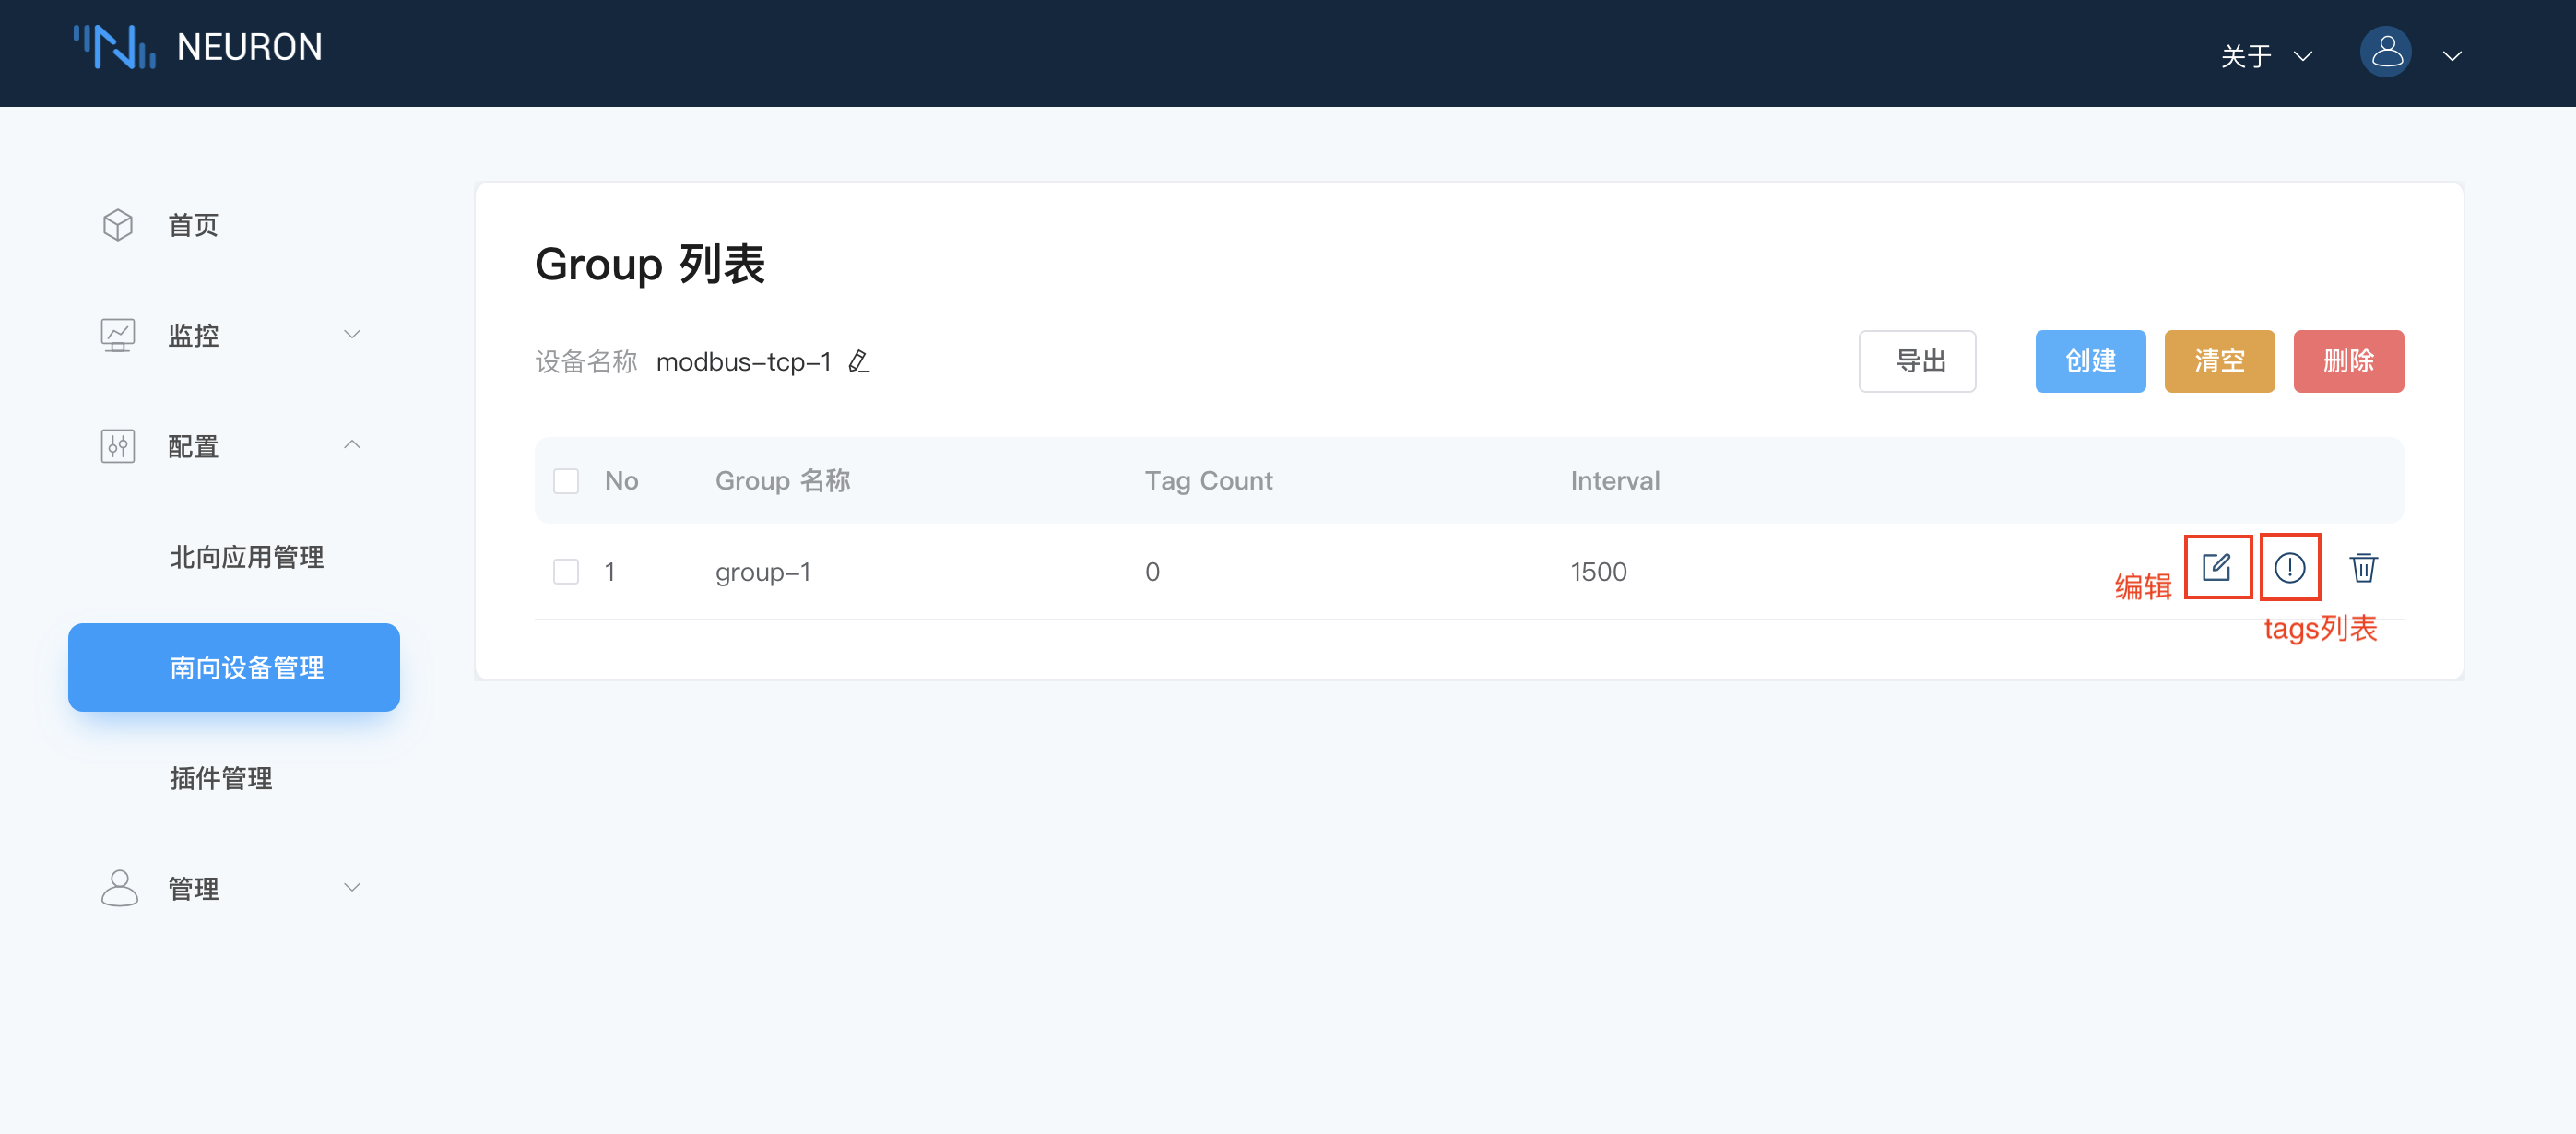 NEURON
关于
首页
监控
配置
北向应用管理
南向设备管理
插件管理
管理
Group 列表
设备名称 modbus-tcp-1
导出 创建 清空 删除
No Group 名称 Tag Count Interval
1 group-1 0 1500
编辑
tags列表